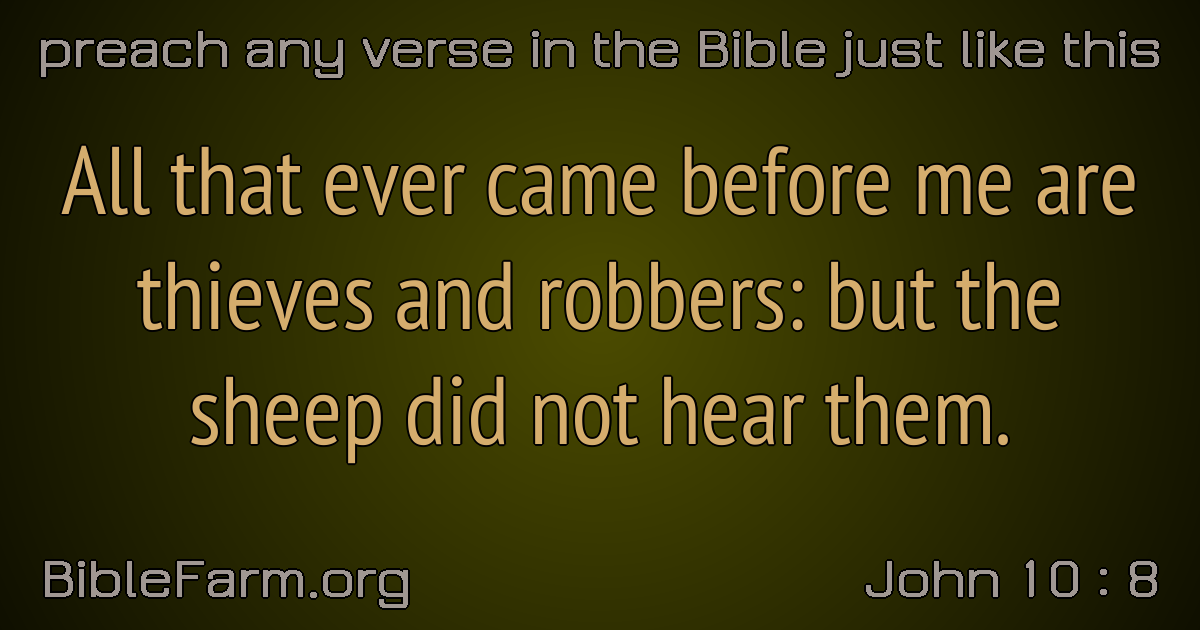 preach any verse in the Bible just like this
All that ever came before me are
thieves and robbers: but the
sheep did not hear them.
BibleFarm.org
John 10 : 8